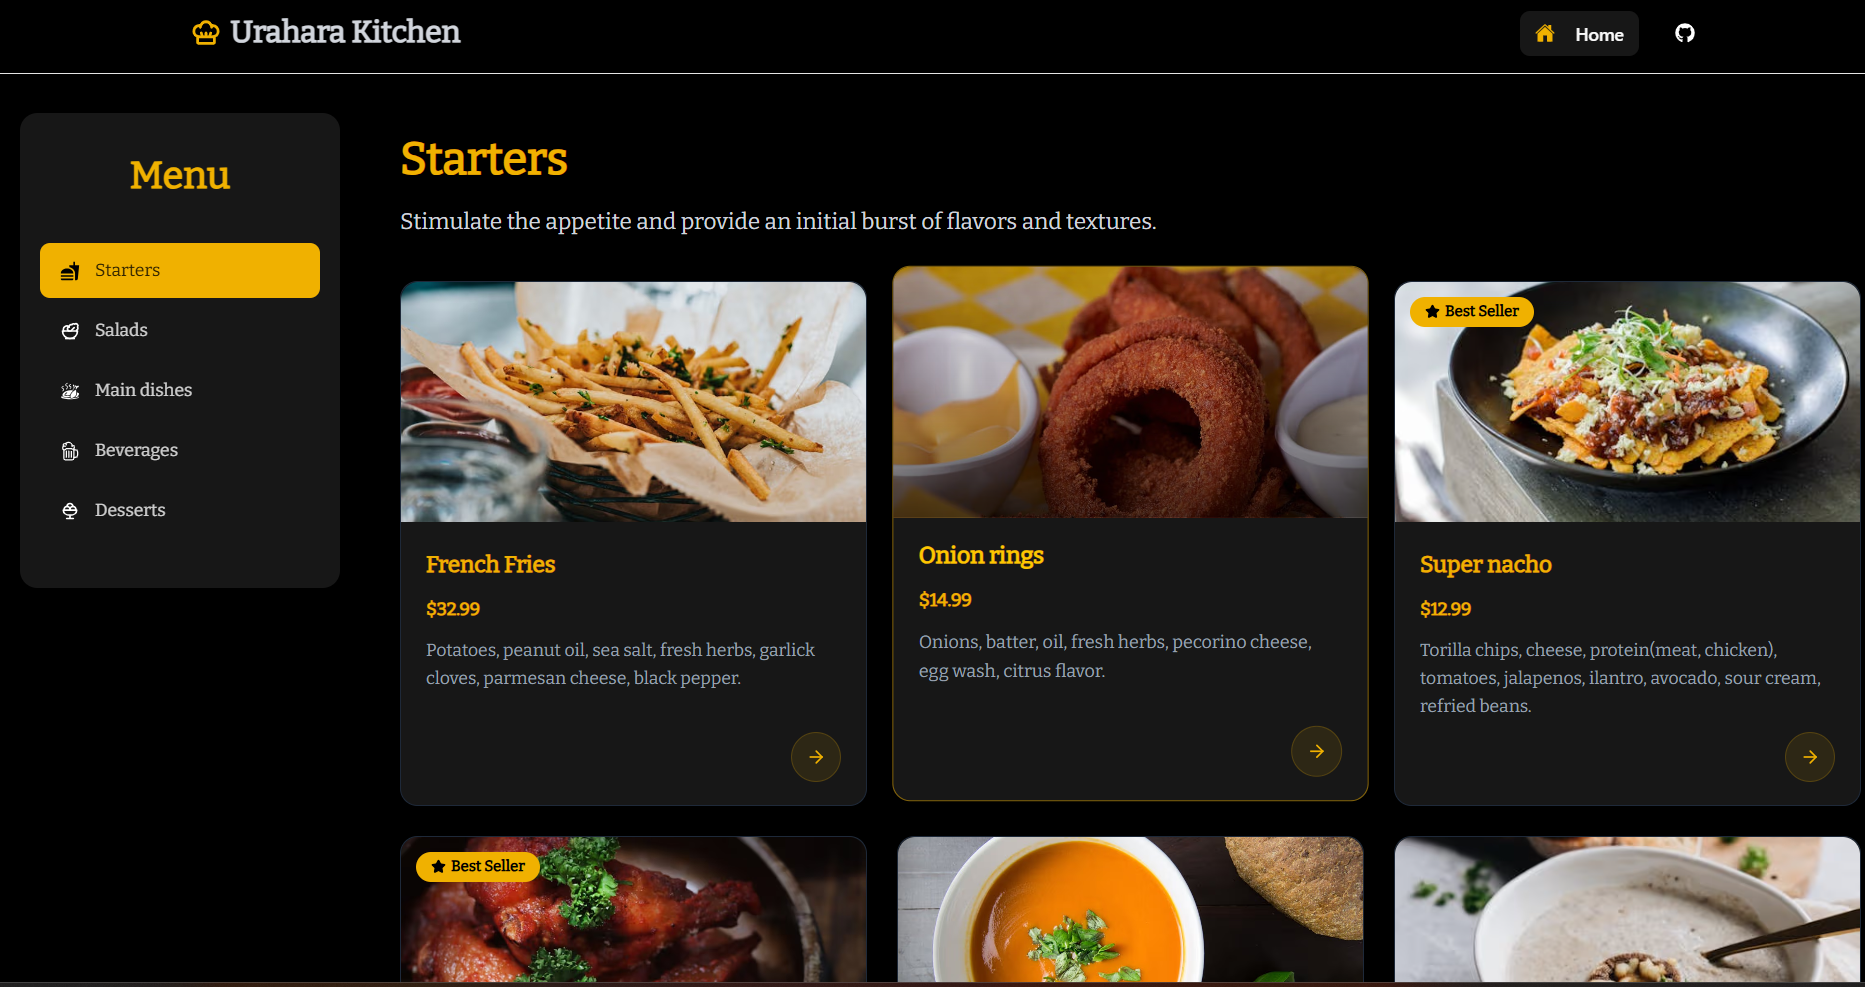 Urahara Kitchen
Home
Menu
Starters
Salads
Main dishes
Beverages
Desserts
Starters
Stimulate the appetite and provide an initial burst of flavors and textures.
French Fries
$32.99
Potatoes, peanut oil, sea salt, fresh herbs, garlick
cloves, parmesan cheese, black pepper.
Onion rings
$14.99
Onions, batter, oil, fresh herbs, pecorino cheese,
egg wash, citrus flavor.
Best Seller
Super nacho
$12.99
Torilla chips, cheese, protein(meat, chicken),
tomatoes, jalapenos, ilantro, avocado, sour cream,
refried beans.
Best Seller